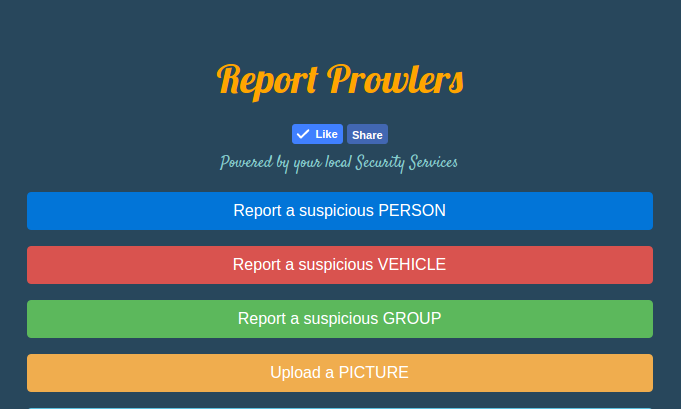 Report Prowlers
Like Share
Powered by your local Security Services
Report a suspicious PERSON
Report a suspicious VEHICLE
Report a suspicious GROUP
Upload a PICTURE